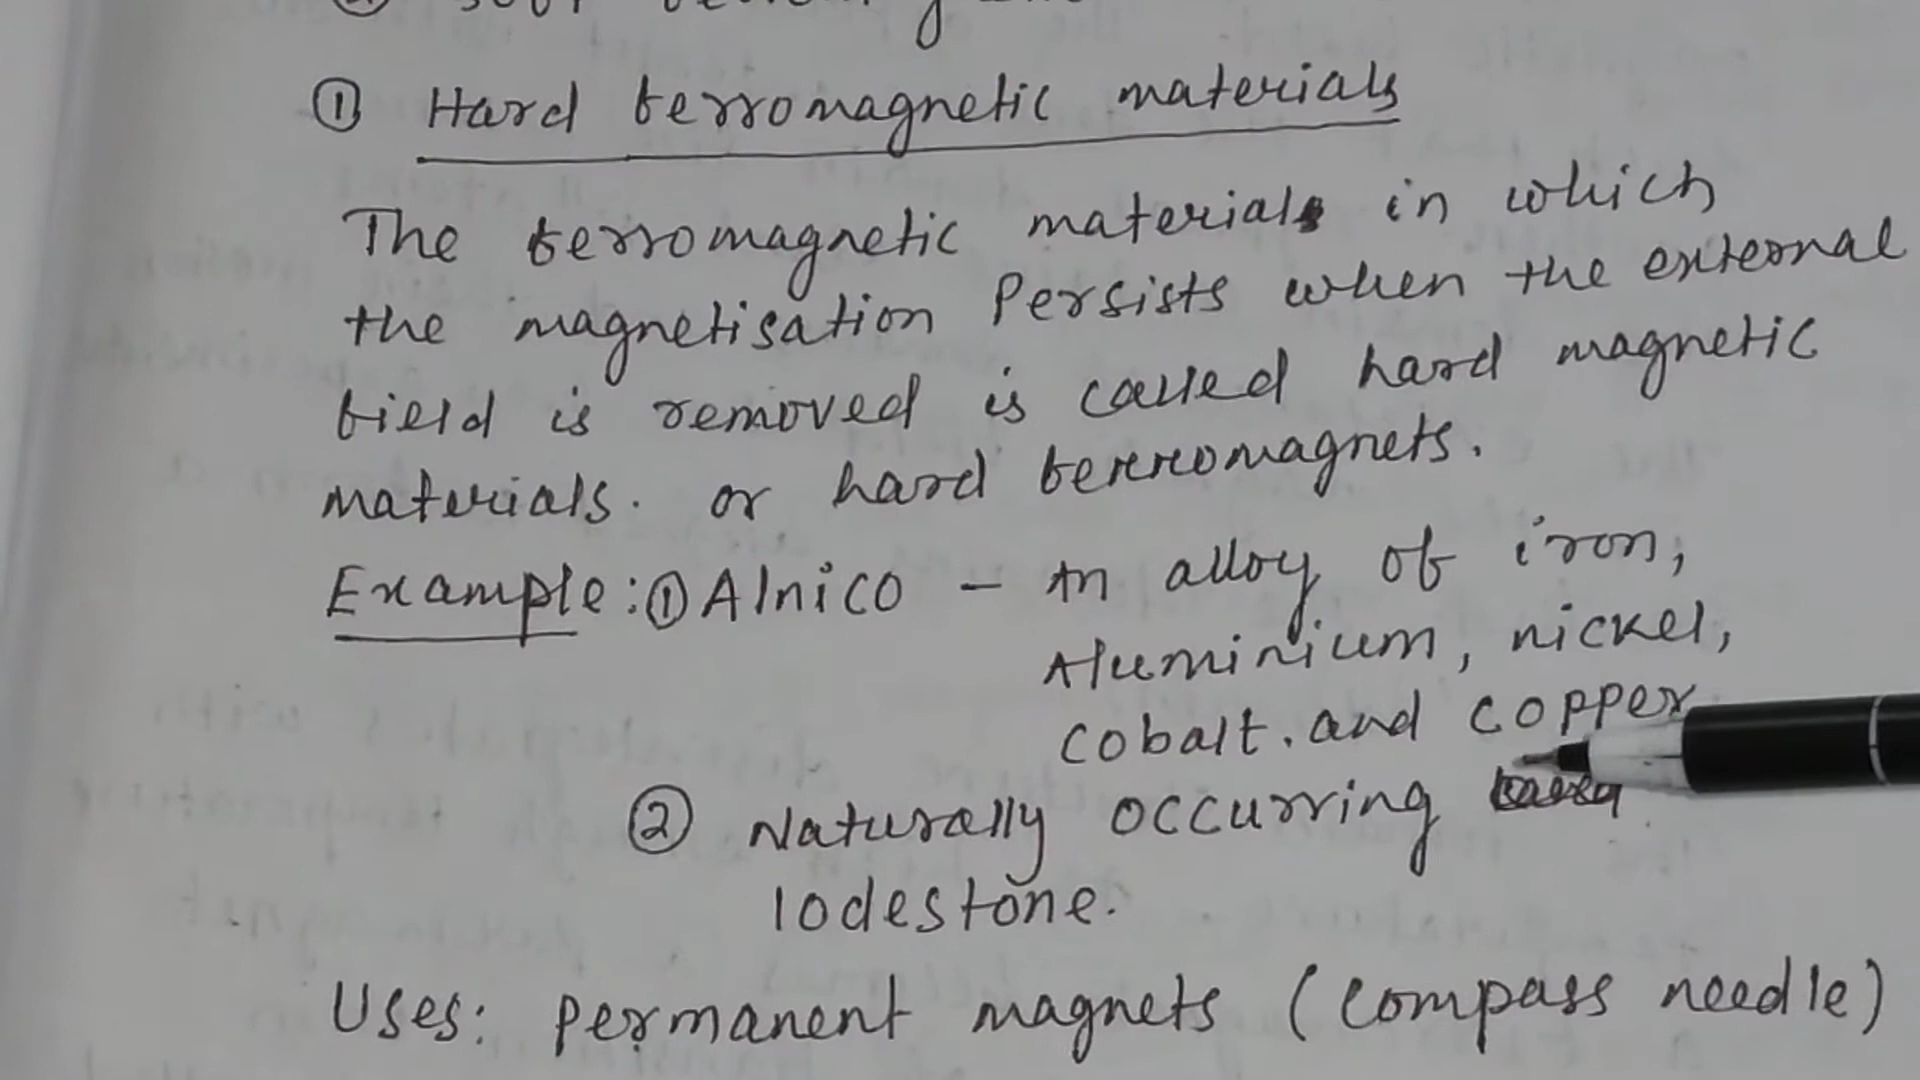 ① Hard ferromagnetic materials
The ferromagnetic materials in which
the magnetisation Persists when the external
field is removed is called hard magnetic
materials. or hard ferromagnets.
Example: ① Alnico - An alloy of iron,
Aluminium, nickel,
cobalt. and copper
② Naturally occurring
lodestone.
Uses: permanent magnets (compass needle)